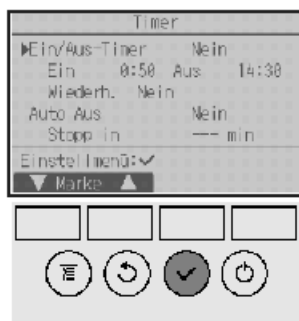 Timer
▶Ein/Aus-Timer Nein
Ein 0:50 Aus 14:30
Wiederh. Nein
Auto Aus Nein
Stopp in --- min
Einstellmenü:✓
▼ Marke ▲